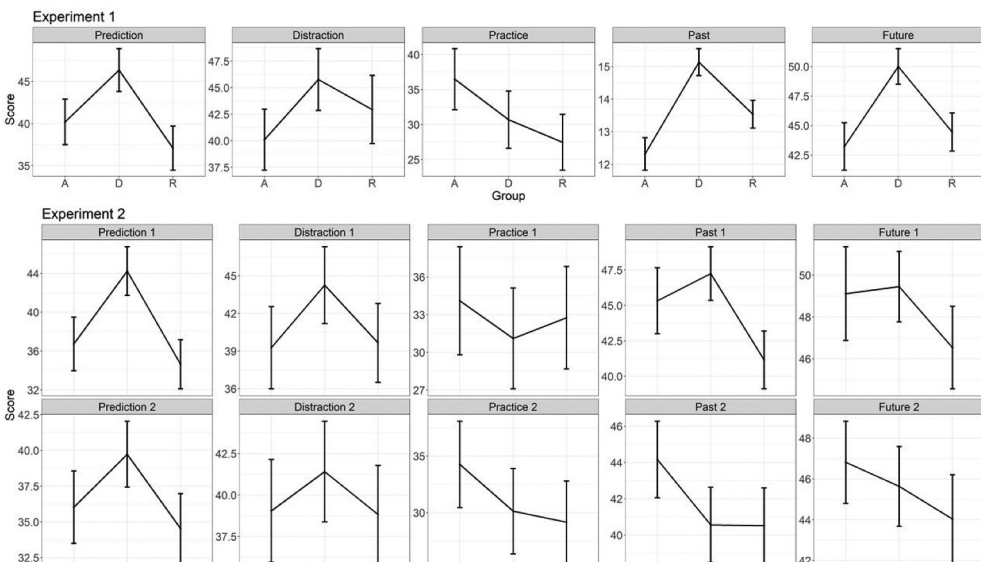 Experiment 1
Prediction Distraction Practice Past Future
Score
45 40 35
47.5 45.0 42.5 40.0 37.5
40 35 30 25
15 14 13 12
50.0 47.5 45.0 42.5
A D R A D R A D R A D R A D R
Group
Experiment 2
Prediction 1 Distraction 1 Practice 1 Past 1 Future 1
44 40 36 32
45 42 39 36
36 33 30 27
47.5 45.0 42.5 40.0
50 48 46
Score
Prediction 2 Distraction 2 Practice 2 Past 2 Future 2
42.5 40.0 37.5 35.0 32.5
42.5 40.0 37.5
35 30
46 44 42 40
48 46 44 42